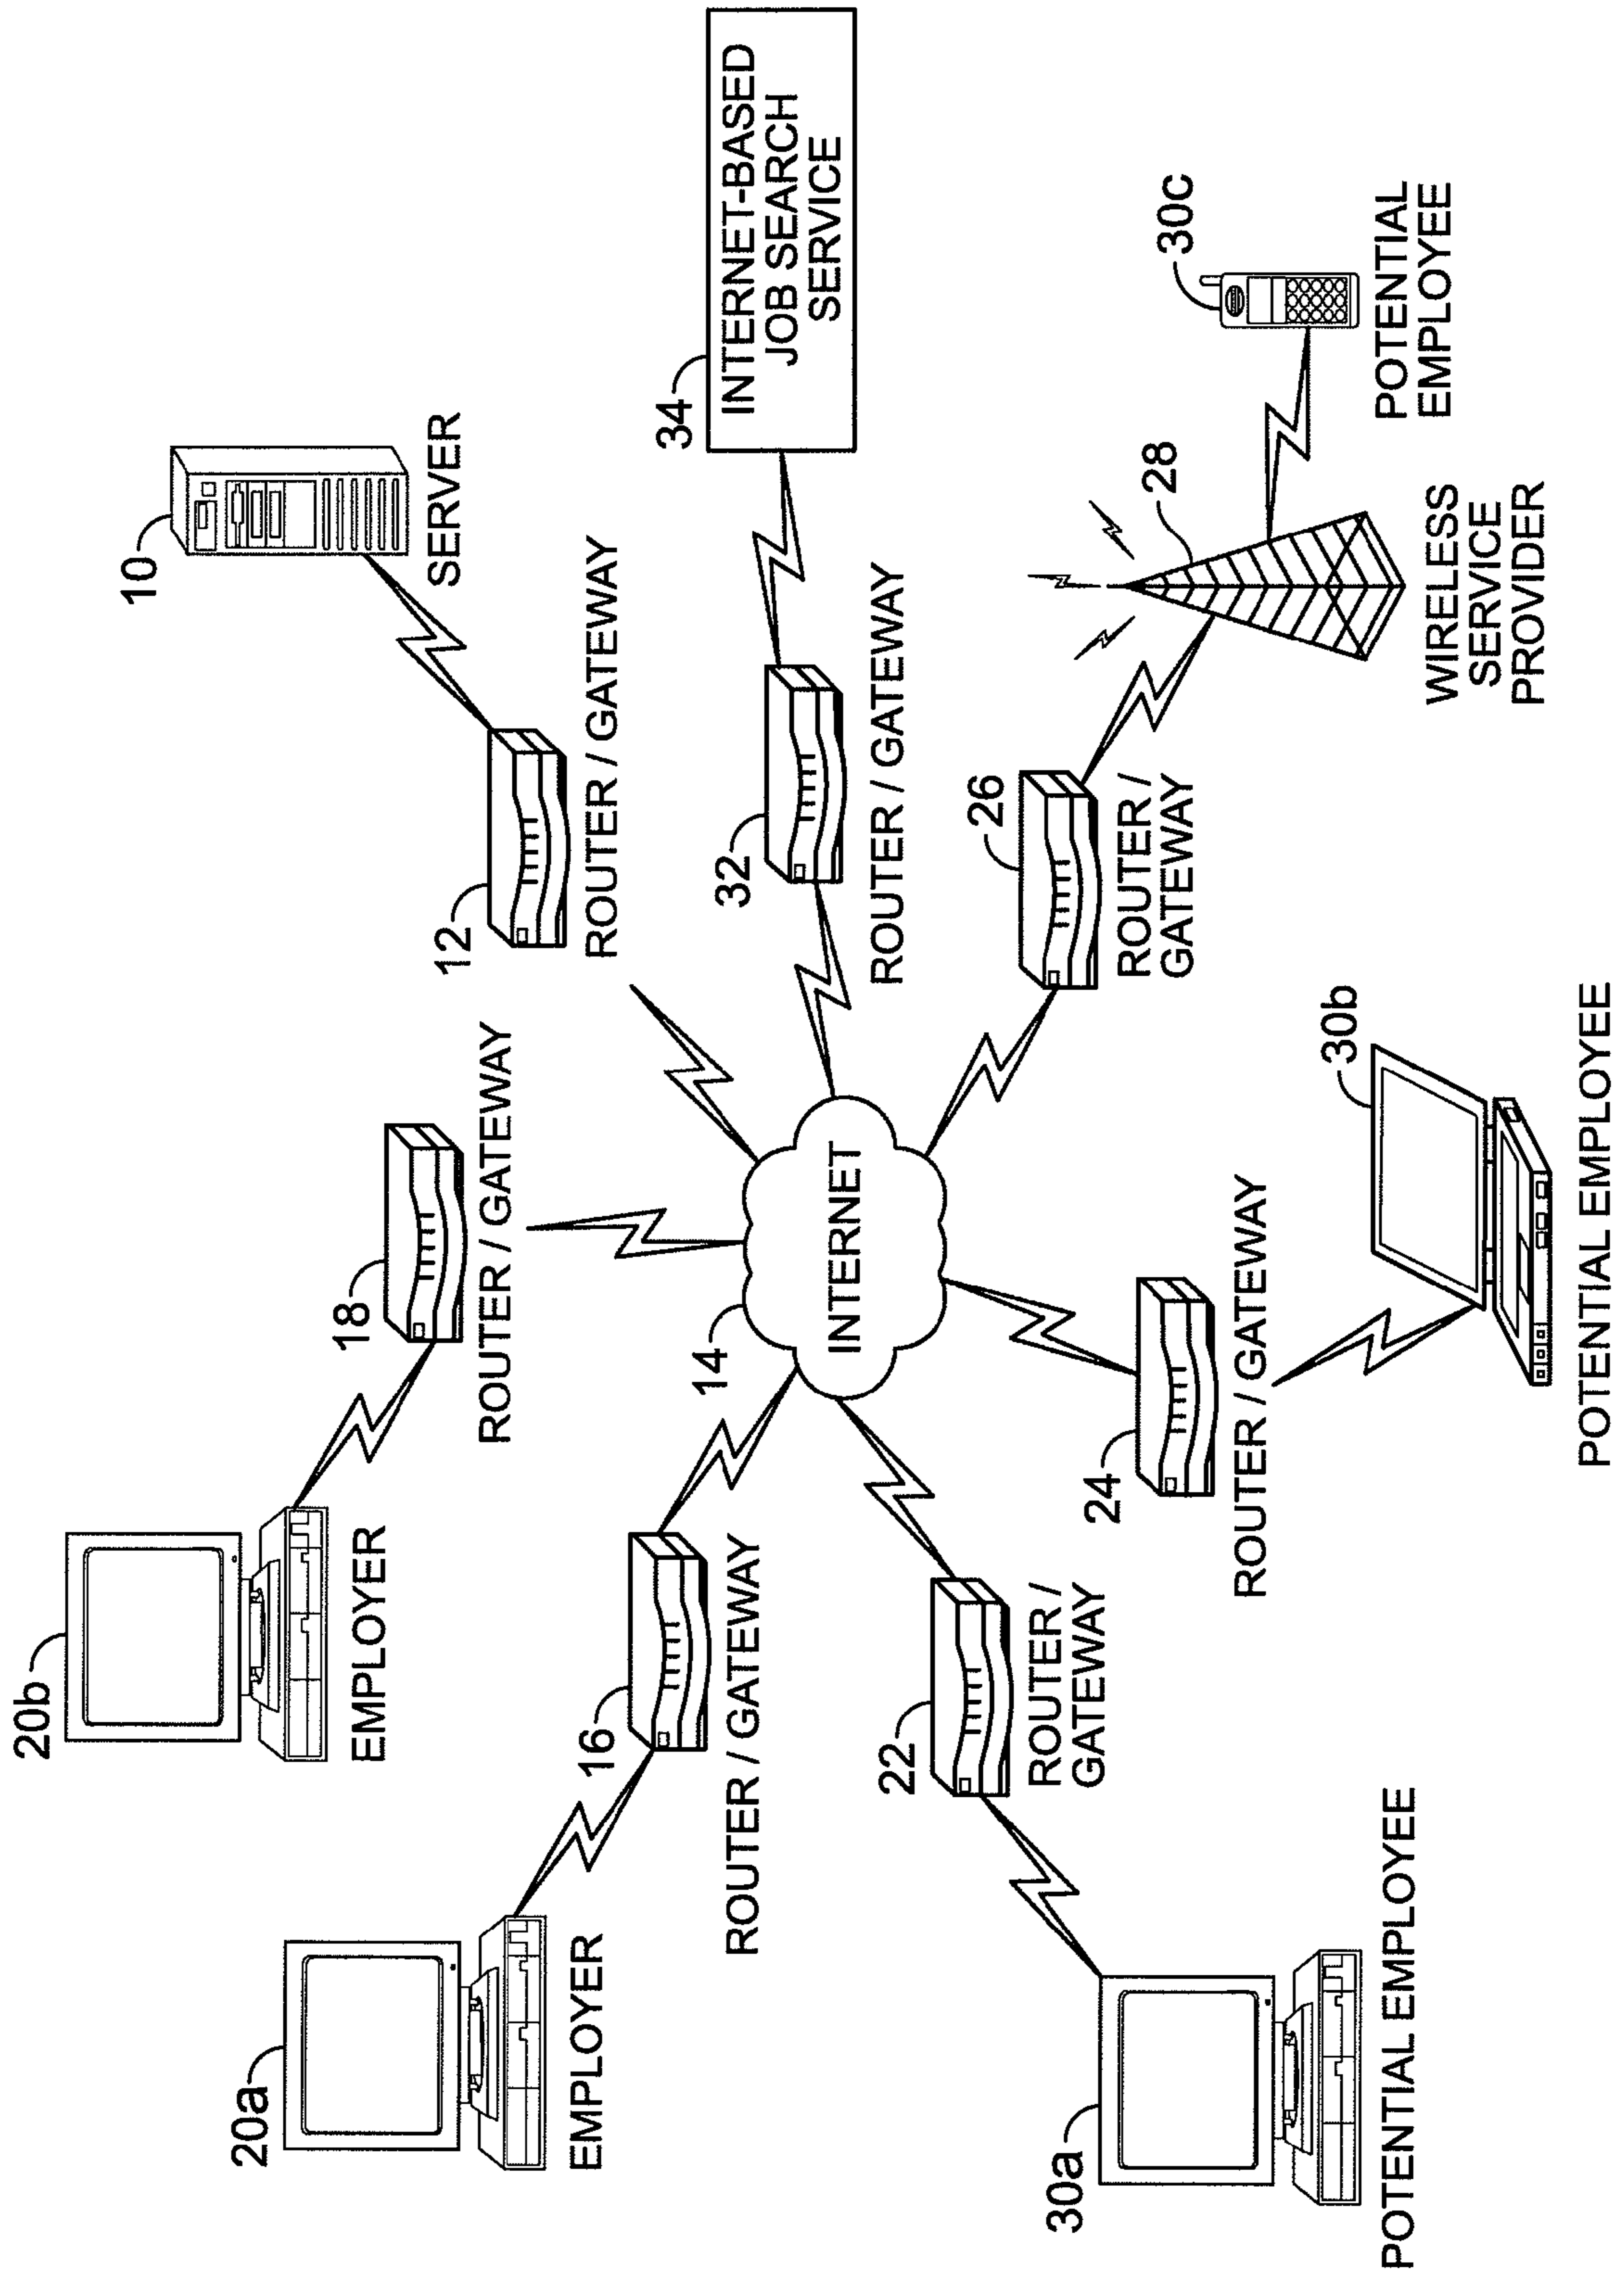 20b
EMPLOYER
18
ROUTER / GATEWAY
10
SERVER
12
ROUTER / GATEWAY
20a
EMPLOYER
16
ROUTER / GATEWAY
14
INTERNET
32
ROUTER / GATEWAY
34
INTERNET-BASED
JOB SEARCH
SERVICE
30a
POTENTIAL EMPLOYEE
22
ROUTER /
GATEWAY
24
ROUTER / GATEWAY
30b
POTENTIAL EMPLOYEE
26
ROUTER /
GATEWAY
28
WIRELESS
SERVICE
PROVIDER
30c
POTENTIAL
EMPLOYEE